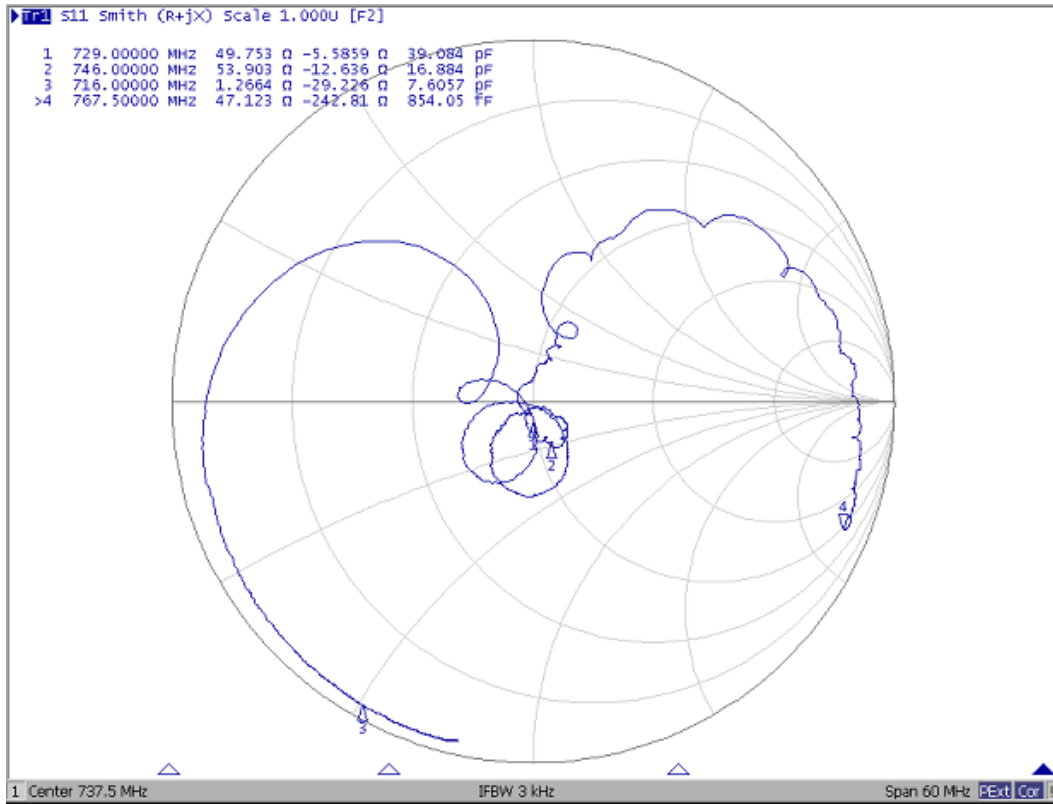 Tr1 S11 Smith (R+jX) Scale 1.000U [F2]
1 729.00000 MHz 49.753 Ω -5.5859 Ω 39.084 pF
2 746.00000 MHz 53.903 Ω -12.636 Ω 16.884 pF
3 716.00000 MHz 1.2664 Ω -29.226 Ω 7.6057 pF
>4 767.50000 MHz 47.123 Ω -242.81 Ω 854.05 fF
4
1
2
3
1 Center 737.5 MHz IFBW 3 kHz Span 60 MHz PExt Cor